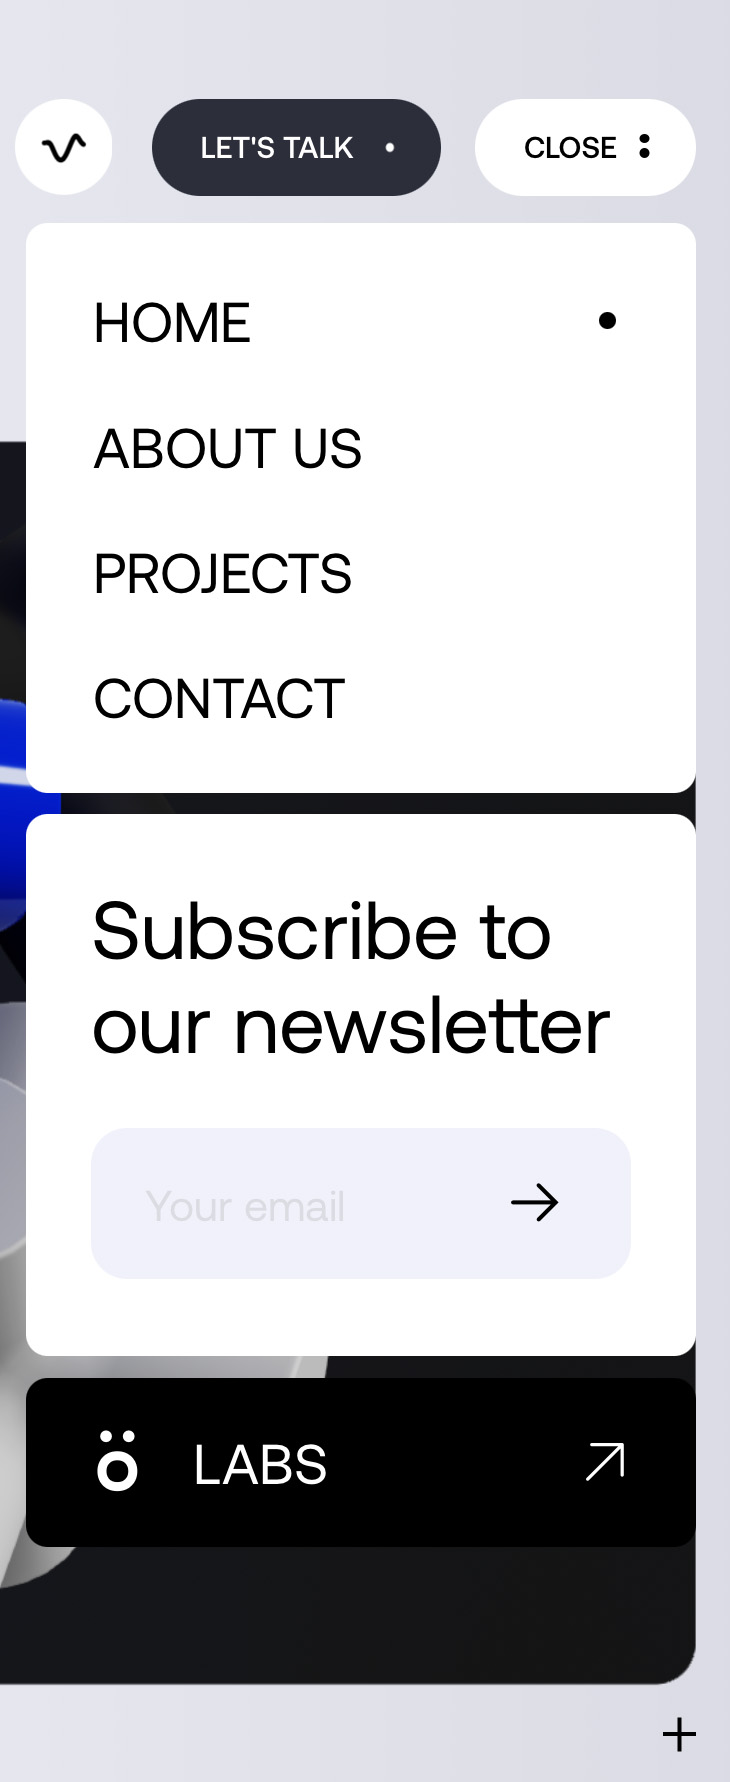 LET'S TALK
CLOSE
HOME
ABOUT US
PROJECTS
CONTACT
Subscribe to
our newsletter
Your email
ö LABS